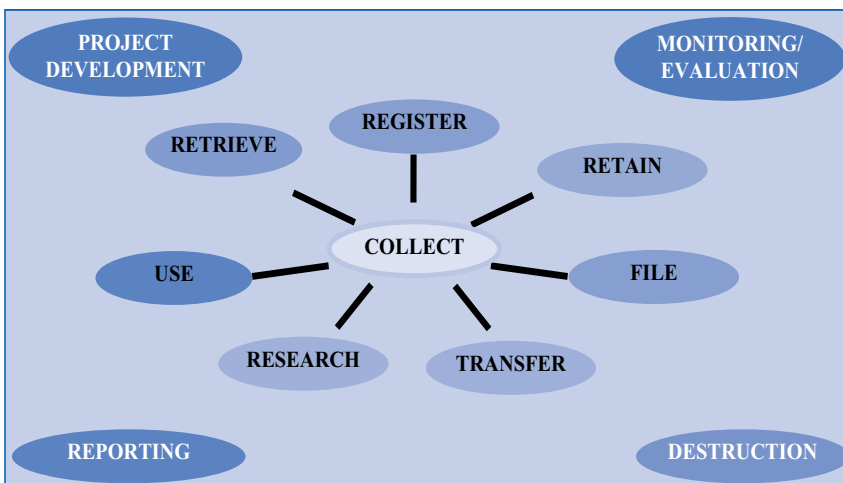 PROJECT
DEVELOPMENT
MONITORING/
EVALUATION
REGISTER
RETRIEVE
RETAIN
COLLECT
USE
FILE
RESEARCH
TRANSFER
REPORTING
DESTRUCTION